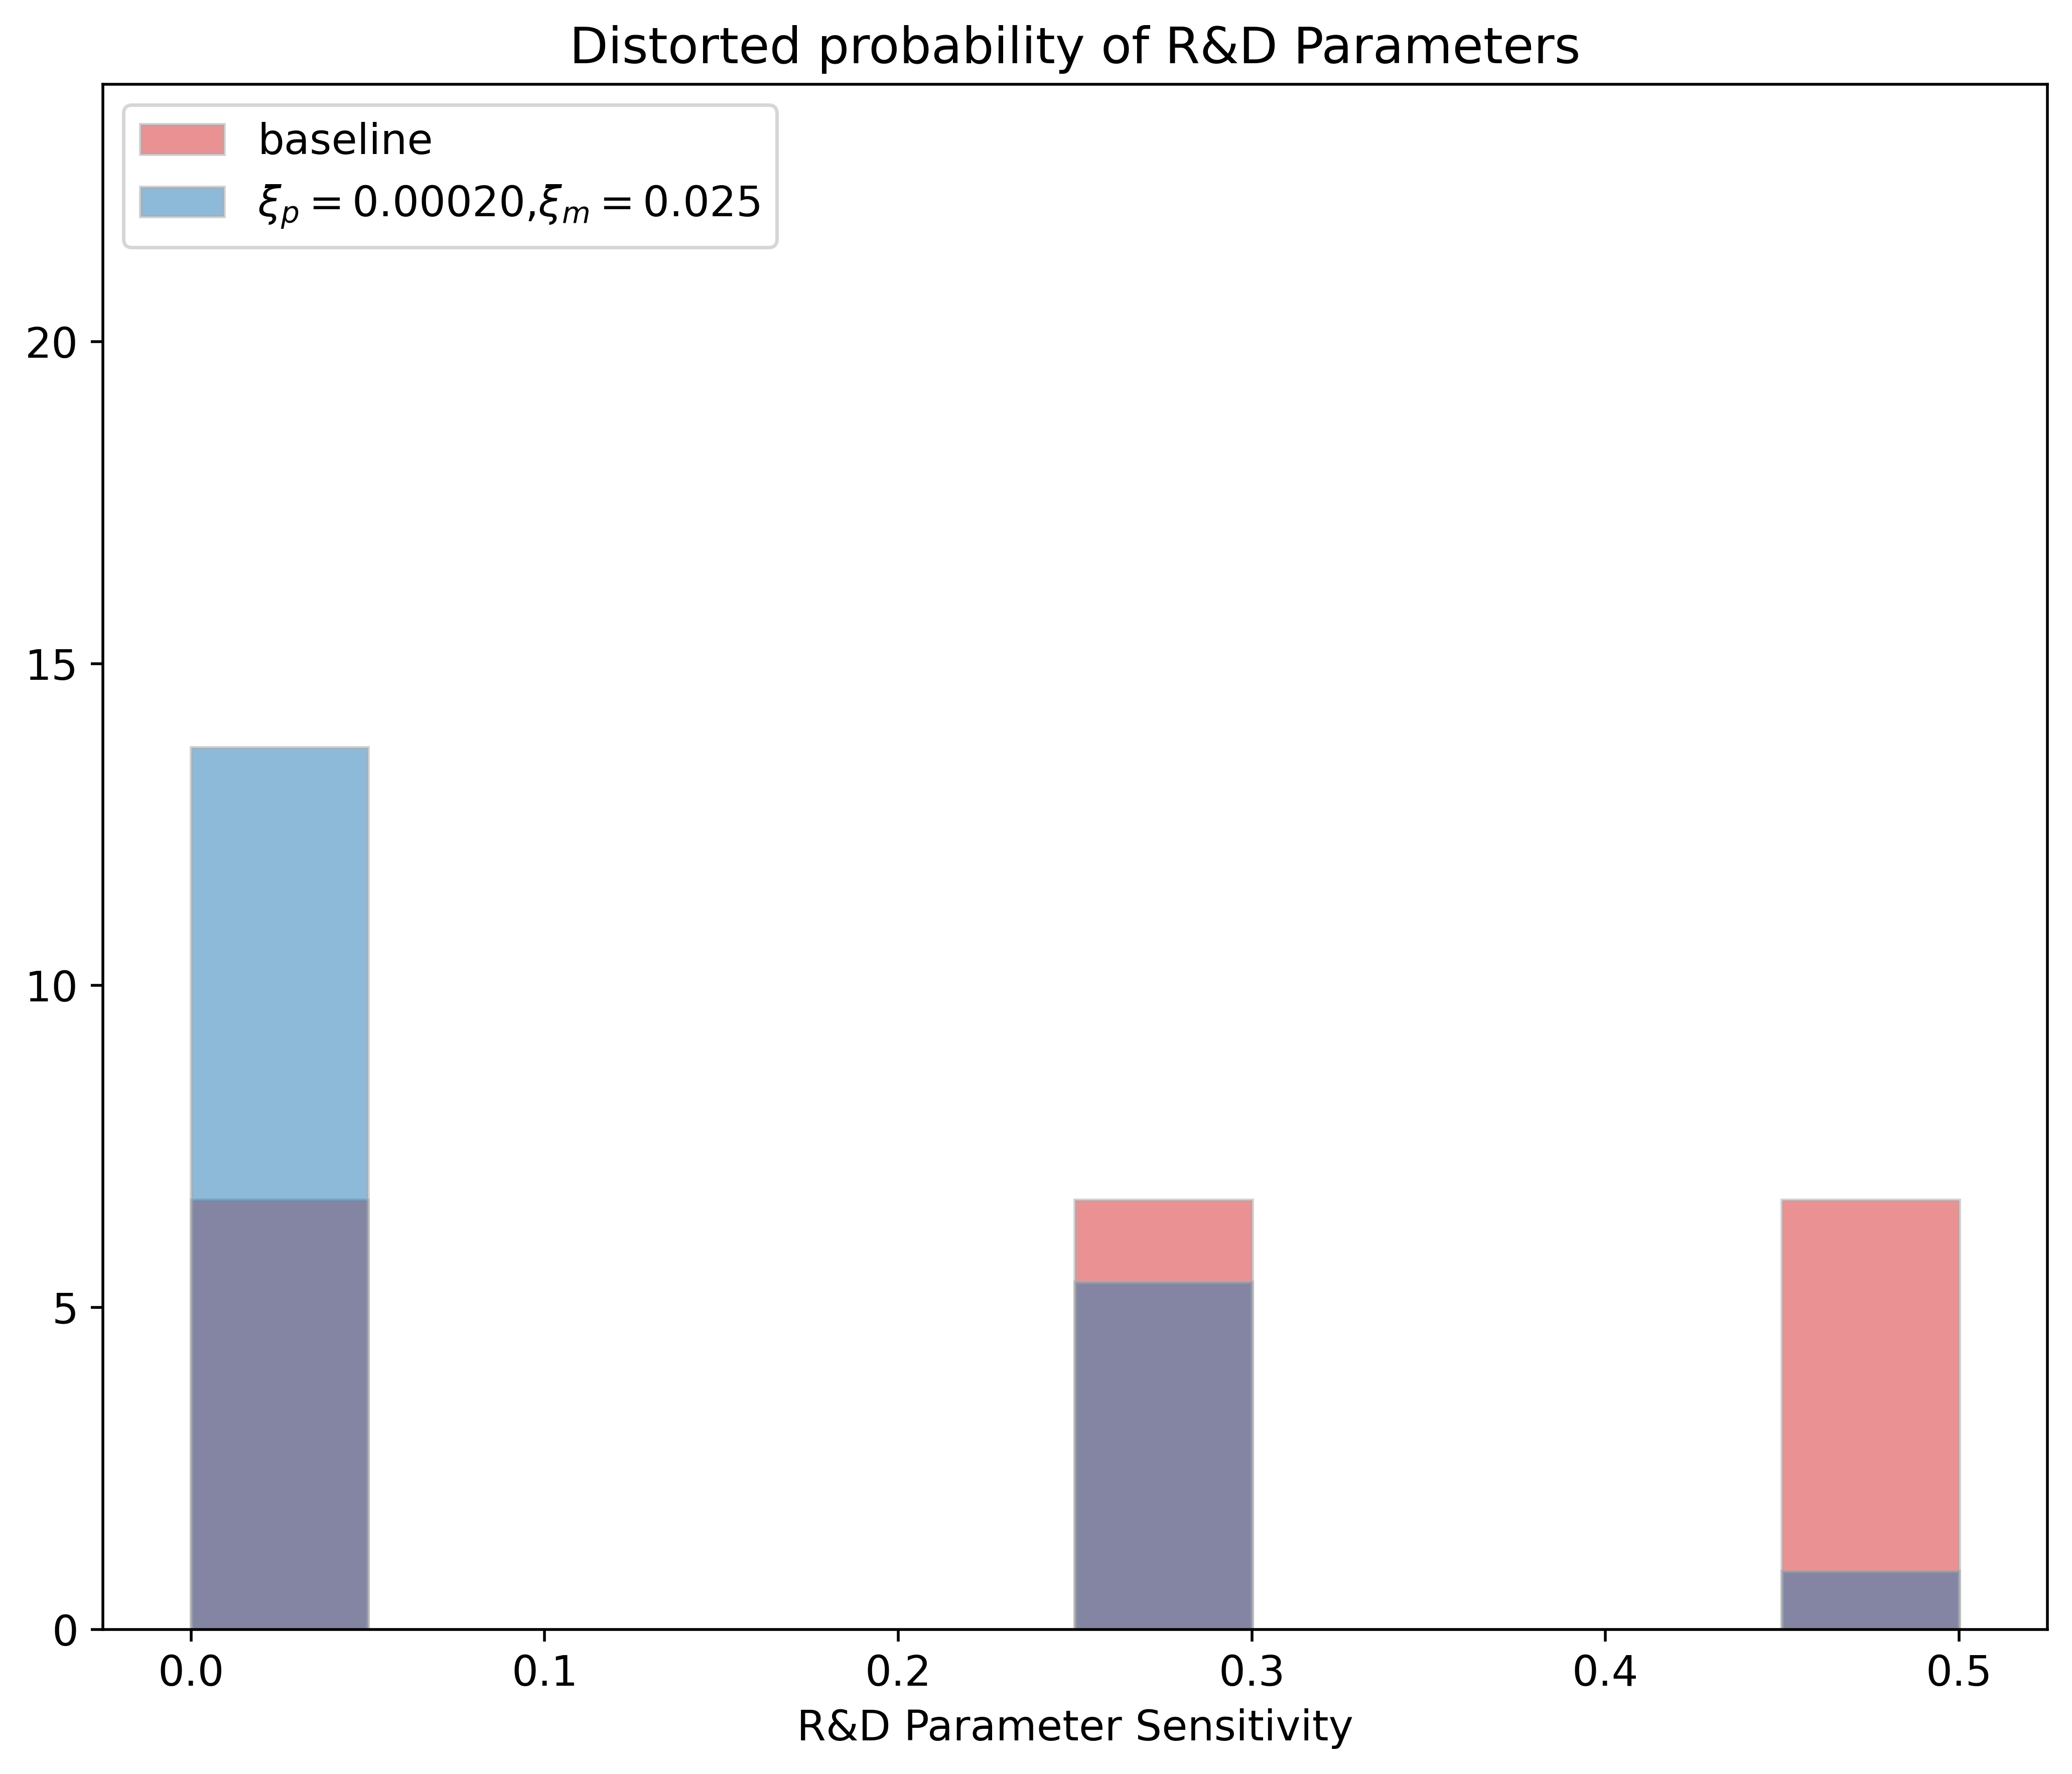 Distorted probability of R&D Parameters
baseline
ξp = 0.00020,ξm = 0.025
20
15
10
5
0
0.0 0.1 0.2 0.3 0.4 0.5
R&D Parameter Sensitivity